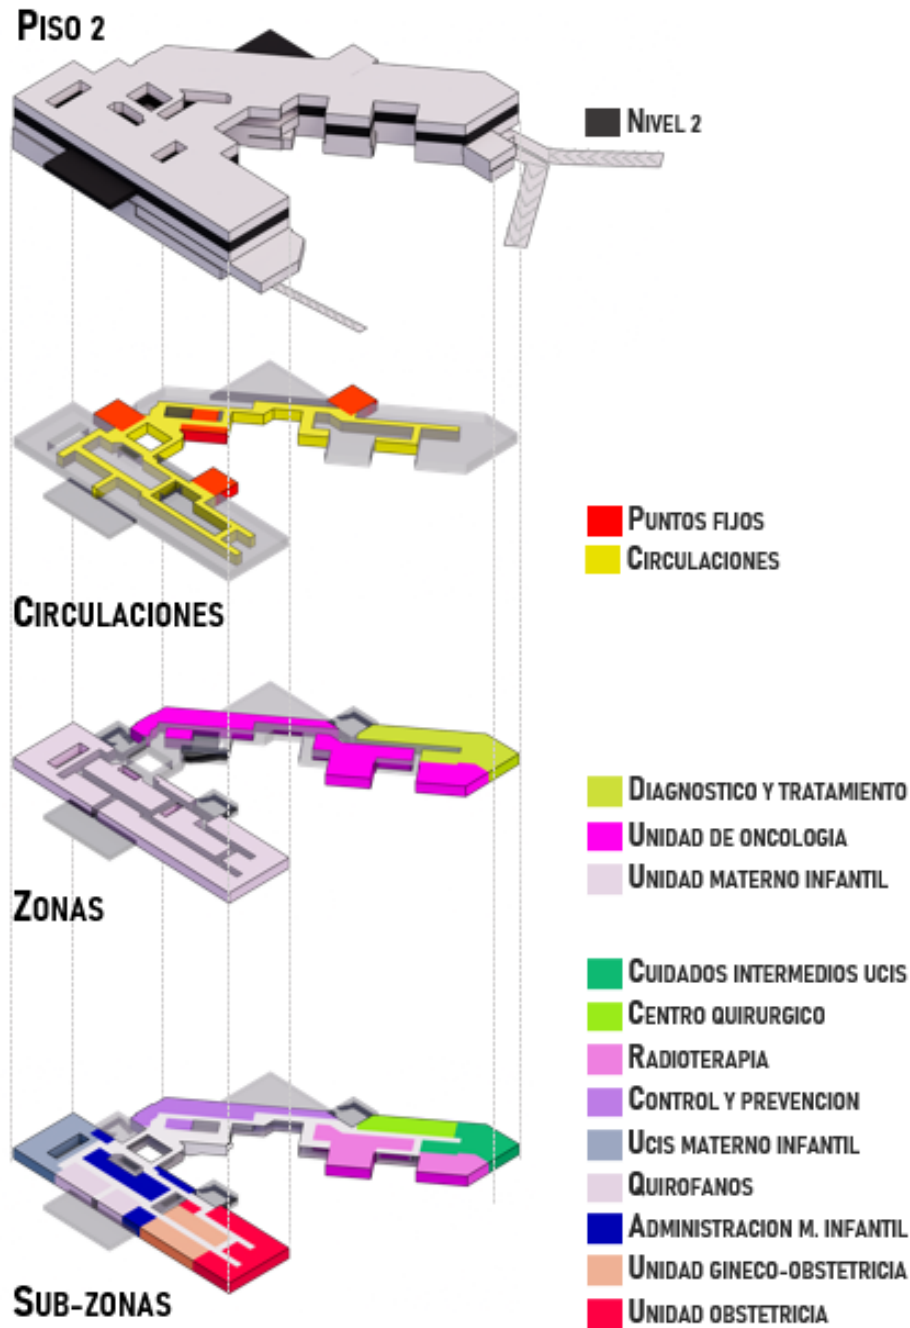 PISO 2
NIVEL 2
PUNTOS FIJOS
CIRCULACIONES
CIRCULACIONES
DIAGNOSTICO Y TRATAMIENTO
UNIDAD DE ONCOLOGIA
UNIDAD MATERNO INFANTIL
ZONAS
CUIDADOS INTERMEDIOS UCIS
CENTRO QUIRURGICO
RADIOTERAPIA
CONTROL Y PREVENCION
UCIS MATERNO INFANTIL
QUIROFANOS
ADMINISTRACION M. INFANTIL
UNIDAD GINECO-OBSTETRICIA
UNIDAD OBSTETRICIA
SUB-ZONAS